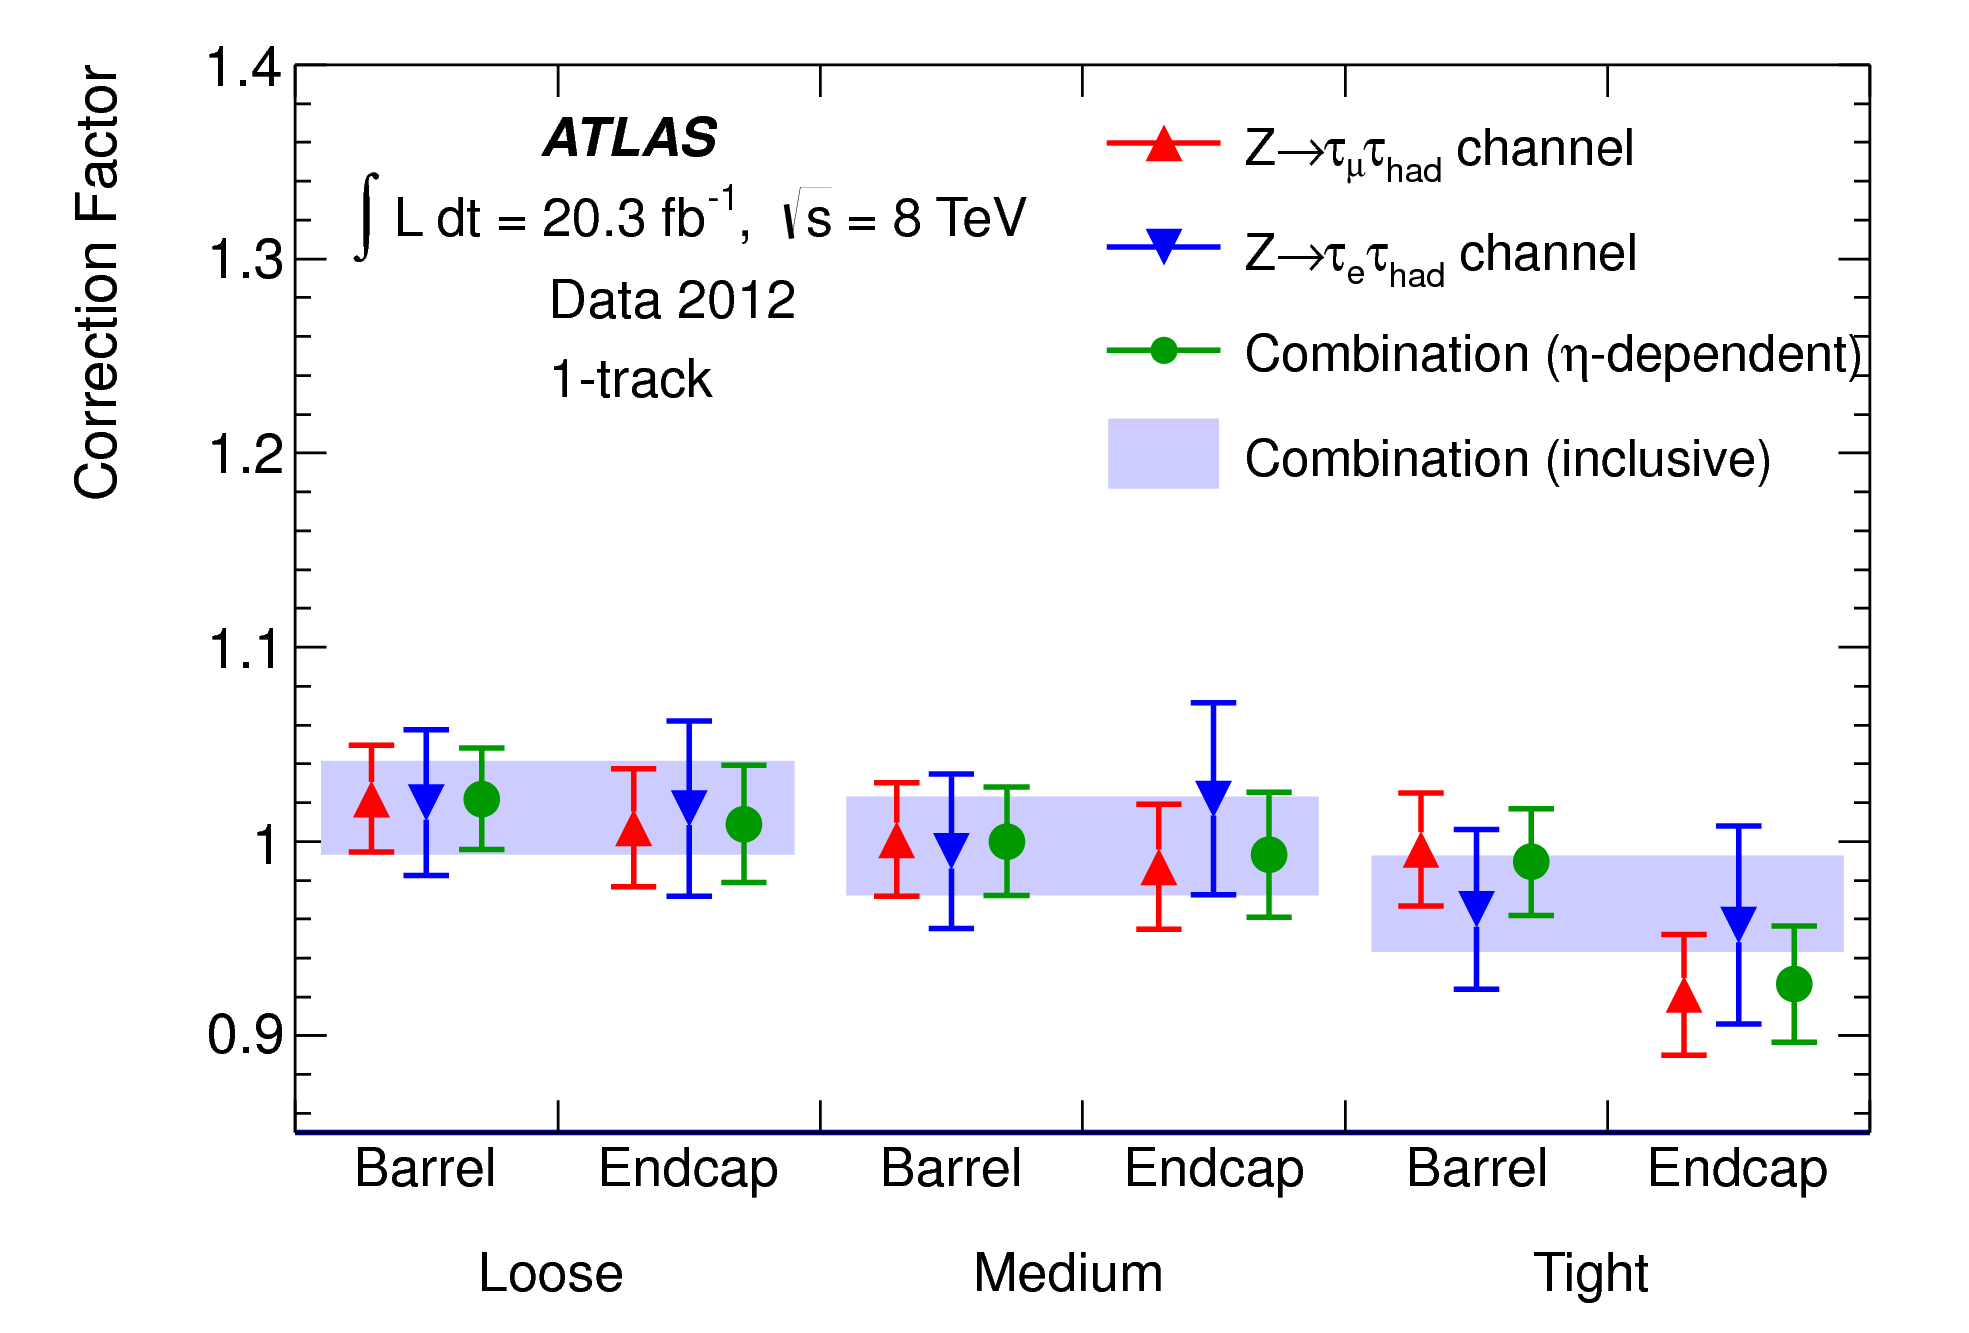 Correction Factor
1.4
1.3
1.2
1.1
1
0.9
ATLAS
∫ L dt = 20.3 fb⁻¹, √s = 8 TeV
Data 2012
1-track
Z→τ_μτ_had channel
Z→τ_eτ_had channel
Combination (η-dependent)
Combination (inclusive)
Barrel Endcap Barrel Endcap Barrel Endcap
Loose Medium Tight